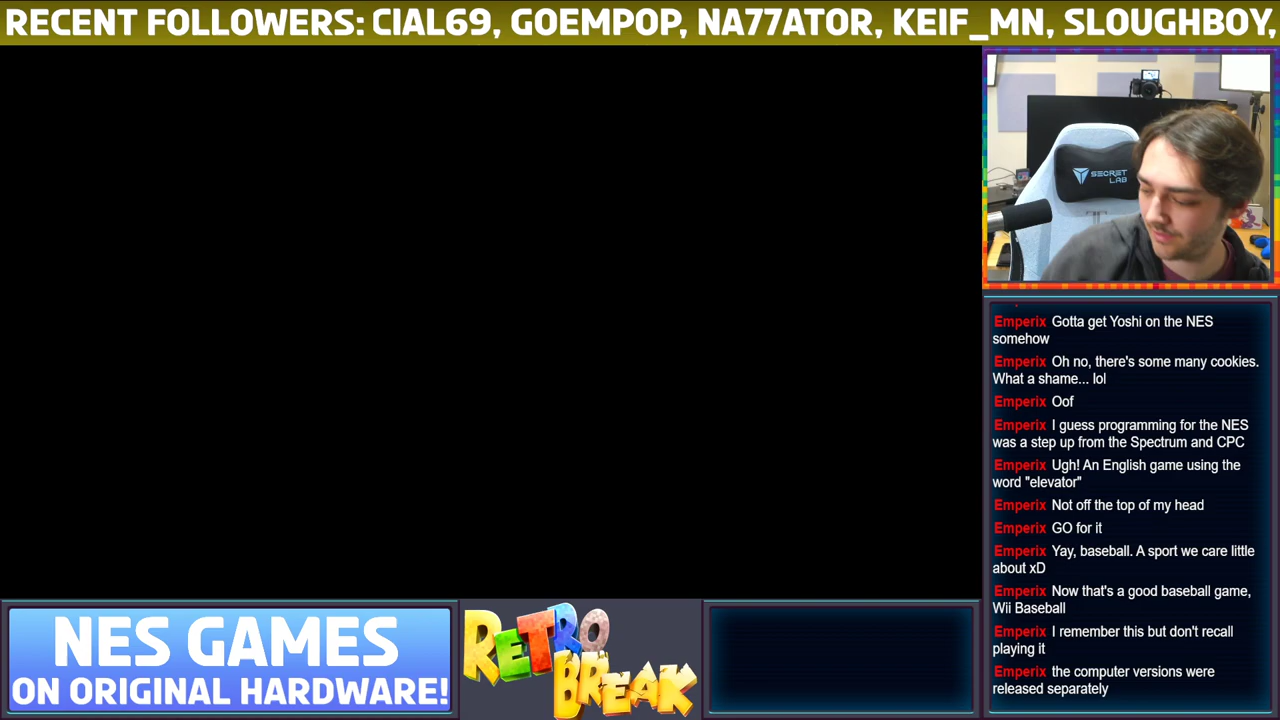 RECENT FOLLOWERS: CIAL69, GOEMPOP, NA77ATOR, KEIF_MN, SLOUGHBOY,
SECRET
LAB
Emperix Gotta get Yoshi on the NES
somehow
Emperix Oh no, there's some many cookies.
What a shame... lol
Emperix Oof
Emperix I guess programming for the NES
was a step up from the Spectrum and CPC
Emperix Ugh! An English game using the
word "elevator"
Emperix Not off the top of my head
Emperix GO for it
Emperix Yay, baseball. A sport we care little
about xD
Emperix Now that's a good baseball game,
Wii Baseball
Emperix I remember this but don't recall
playing it
Emperix the computer versions were
released separately
NES GAMES
ON ORIGINAL HARDWARE!
RETRO
BREAK